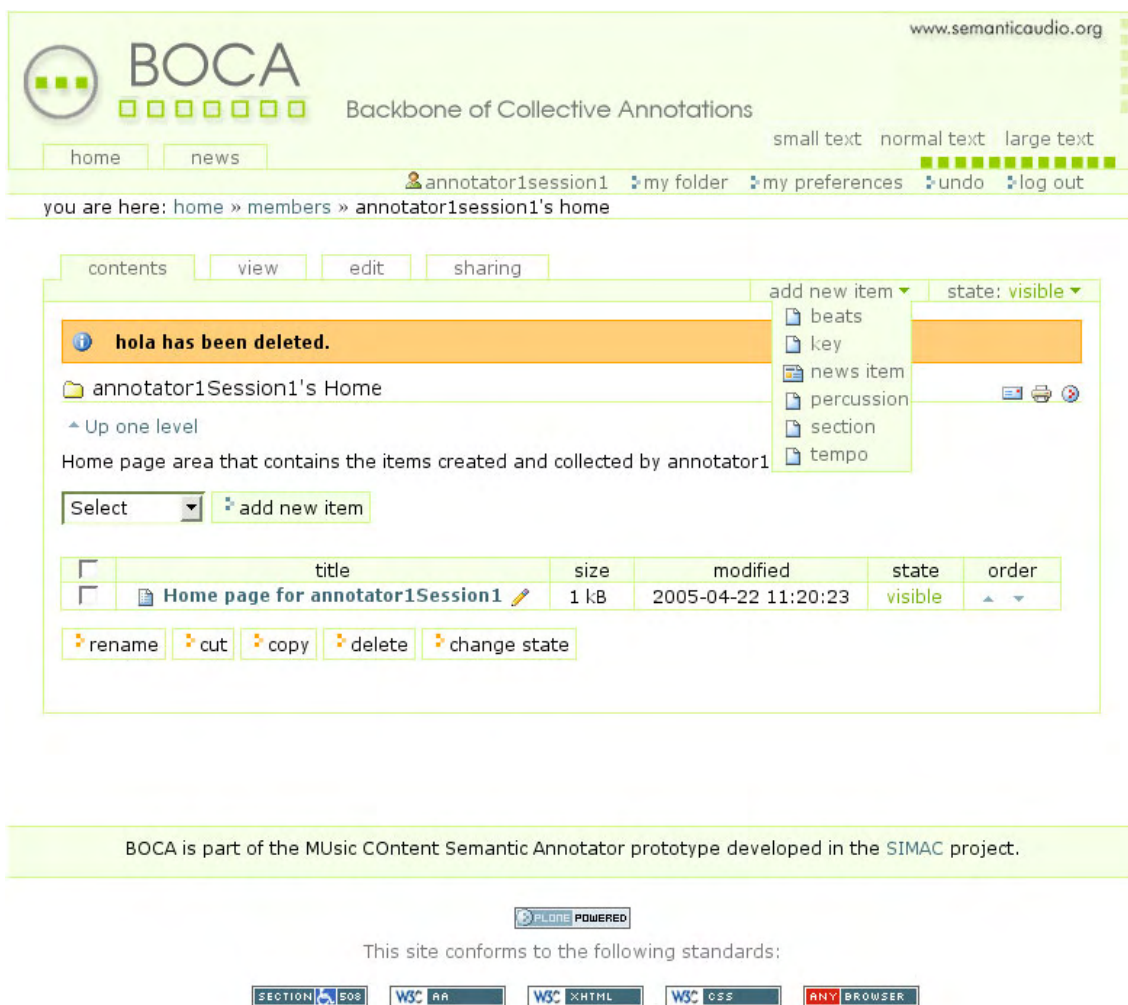 www.semanticaudio.org
BOCA
Backbone of Collective Annotations
small text normal text large text
home news
annotator1session1 my folder my preferences undo log out
you are here: home » members » annotator1session1's home
contents view edit sharing
add new item state: visible
beats
hola has been deleted.
key
news item
annotator1Session1's Home
percussion
Up one level
section
tempo
Home page area that contains the items created and collected by annotator1
Select add new item
title size modified state order
Home page for annotator1Session1 1 kB 2005-04-22 11:20:23 visible
rename cut copy delete change state
BOCA is part of the MUsic COntent Semantic Annotator prototype developed in the SIMAC project.
PLONE POWERED
This site conforms to the following standards:
SECTION 508 W3C AA W3C XHTML W3C CSS ANY BROWSER